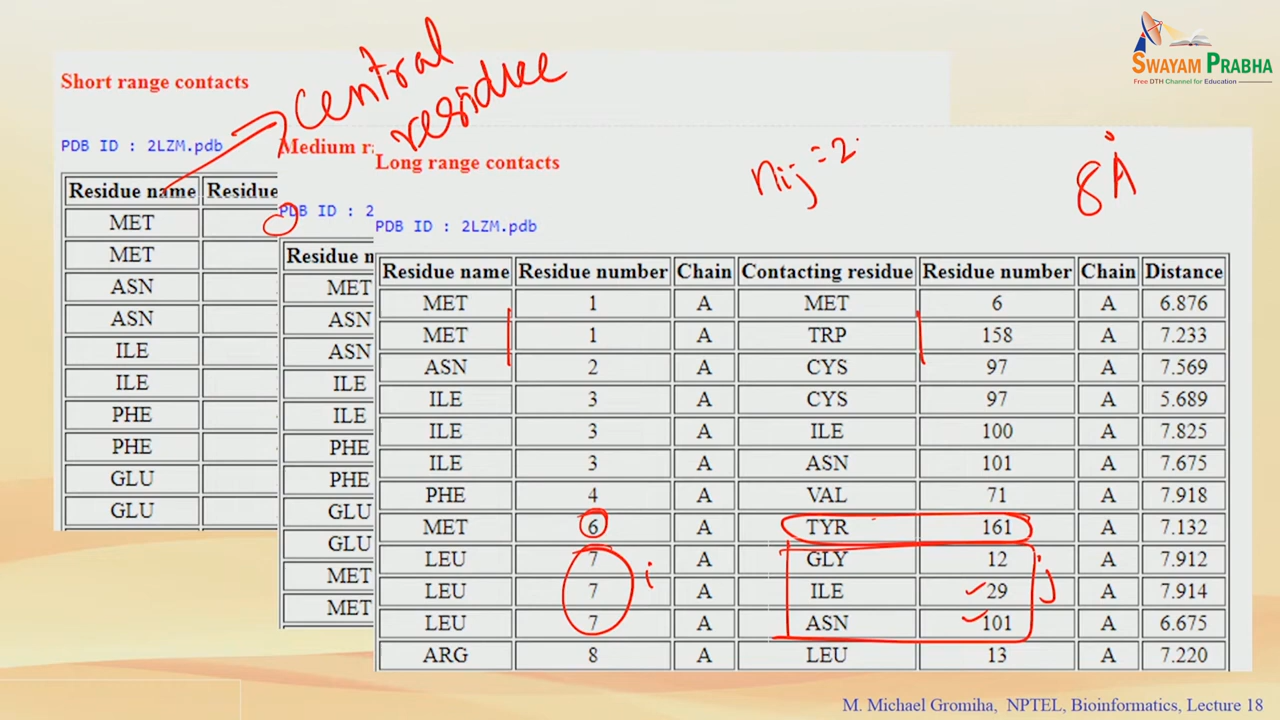 SWAYAM PRABHA
Free DTH Channel for Education
central
residue
Short range contacts
PDB ID : 2LZM.pdb
Residue name Residue
MET
MET
ASN
ASN
ILE
ILE
PHE
PHE
GLU
GLU
Medium r
PDB ID : 2
Residue n
MET
ASN
ASN
ILE
ILE
PHE
PHE
GLU
GLU
MET
MET
Long range contacts
nij = 2
8 Å
PDB ID : 2LZM.pdb
Residue name Residue number Chain Contacting residue Residue number Chain Distance
MET 1 A MET 6 A 6.876
MET 1 A TRP 158 A 7.233
ASN 2 A CYS 97 A 7.569
ILE 3 A CYS 97 A 5.689
ILE 3 A ILE 100 A 7.825
ILE 3 A ASN 101 A 7.675
PHE 4 A VAL 71 A 7.918
MET 6 A TYR 161 A 7.132
LEU 7 A GLY 12 A 7.912
LEU 7 i A ILE 29 j A 7.914
LEU 7 A ASN 101 A 6.675
ARG 8 A LEU 13 A 7.220
M. Michael Gromiha, NPTEL, Bioinformatics, Lecture 18